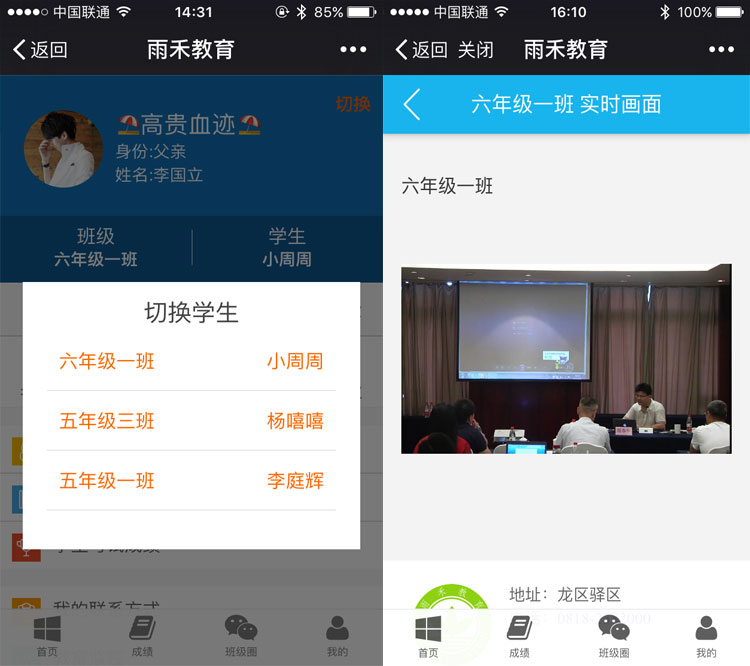 中国联通
14:31
85%
返回
雨禾教育
切换
高贵血迹
身份:父亲
姓名:李国立
班级
六年级一班
学生
小周周
切换学生
六年级一班 小周周
五年级三班 杨嘻嘻
五年级一班 李庭辉
学生考试成绩
我的联系方式
首页
成绩
班级圈
我的
中国联通
16:10
100%
返回 关闭
雨禾教育
六年级一班 实时画面
六年级一班
地址：龙区驿区
首页
成绩
班级圈
我的